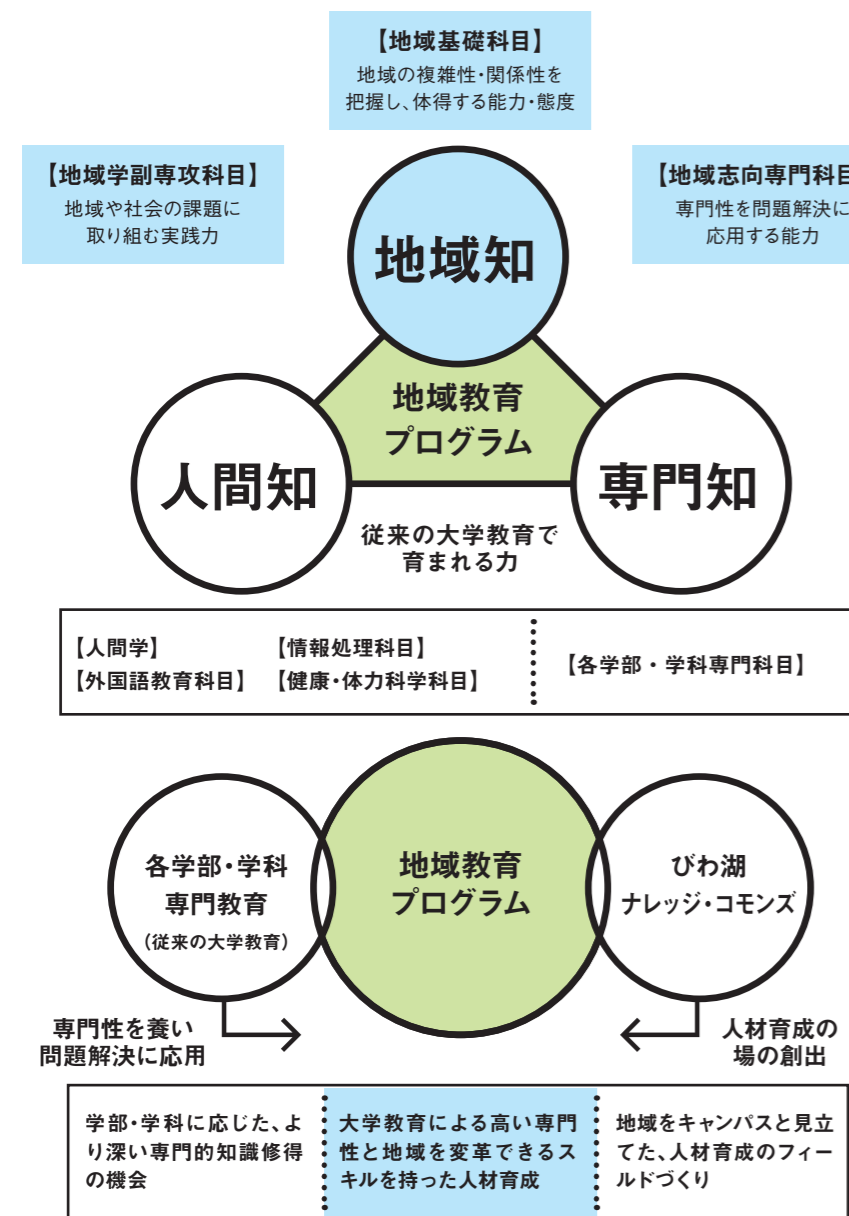 【地域基礎科目】
地域の複雑性・関係性を
把握し、体得する能力・態度
【地域学副専攻科目】
地域や社会の課題に
取り組む実践力
【地域志向専門科目
専門性を問題解決に
応用する能力
地域知
地域教育
プログラム
人間知
専門知
従来の大学教育で
育まれる力
【人間学】
【情報処理科目】
【外国語教育科目】
【健康・体力科学科目】
【各学部・学科専門科目】
各学部・学科
専門教育
（従来の大学教育）
地域教育
プログラム
びわ湖
ナレッジ・コモンズ
専門性を養い
問題解決に応用
人材育成の
場の創出
学部・学科に応じた、よ
り深い専門的知識修得
の機会
大学教育による高い専門
性と地域を変革できるス
キルを持った人材育成
地域をキャンパスと見立
てた、人材育成のフィー
ルドづくり